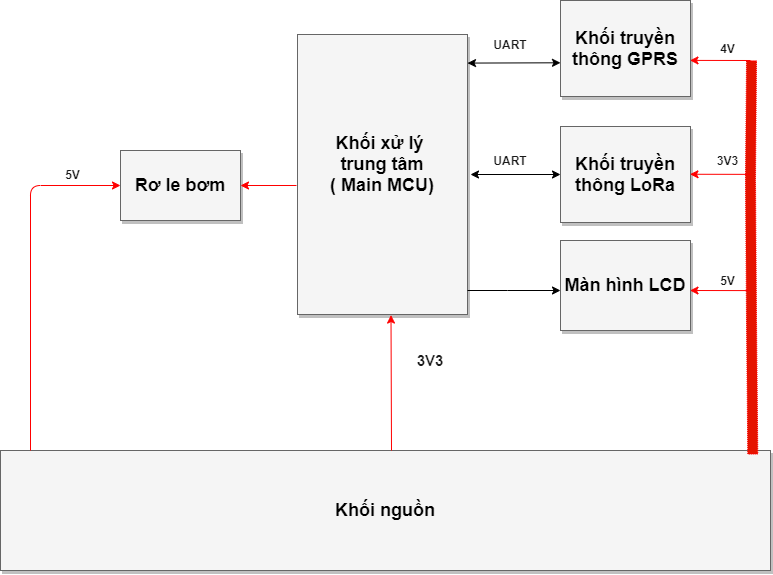 UART
Khối truyền
thông GPRS
4V
Khối xử lý
trung tâm
( Main MCU)
5V
Rơ le bơm
UART
Khối truyền
thông LoRa
3V3
Màn hình LCD
5V
3V3
Khối nguồn